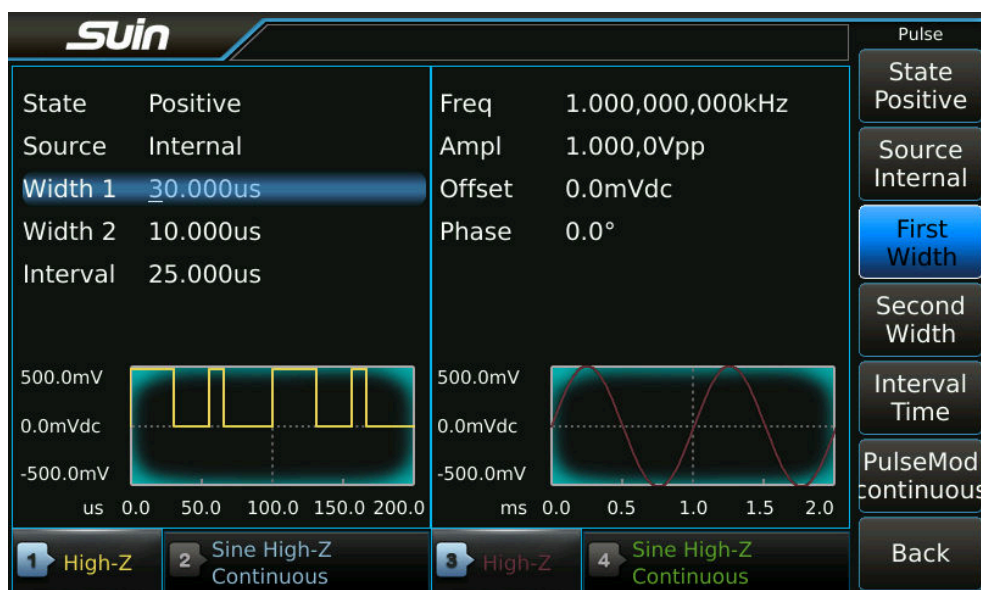 Suin
Pulse
State Positive
Source Internal
Width 1 30.000us
Width 2 10.000us
Interval 25.000us
500.0mV
0.0mVdc
-500.0mV
us 0.0 50.0 100.0 150.0 200.0
Freq 1.000,000,000kHz
Ampl 1.000,0Vpp
Offset 0.0mVdc
Phase 0.0°
500.0mV
0.0mVdc
-500.0mV
ms 0.0 0.5 1.0 1.5 2.0
State
Positive
Source
Internal
First
Width
Second
Width
Interval
Time
PulseMod
continuous
Back
1 High-Z
2 Sine High-Z
Continuous
3 High-Z
4 Sine High-Z
Continuous